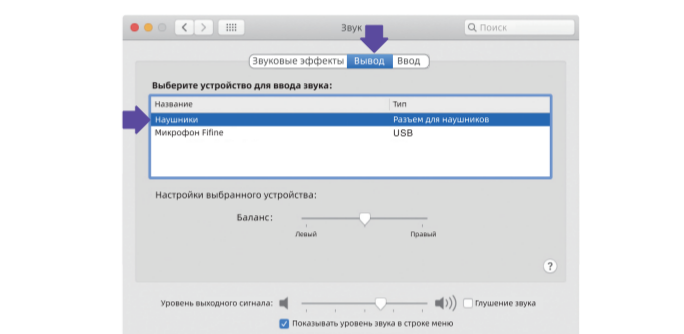 Звук
Поиск
Звуковые эффекты Вывод Ввод
Выберите устройство для ввода звука:
Название Тип
Наушники Разъем для наушников
Микрофон Fifine USB
Настройки выбранного устройства:
Баланс:
Левый Правый
?
Уровень выходного сигнала: Глушение звука
Показывать уровень звука в строке меню